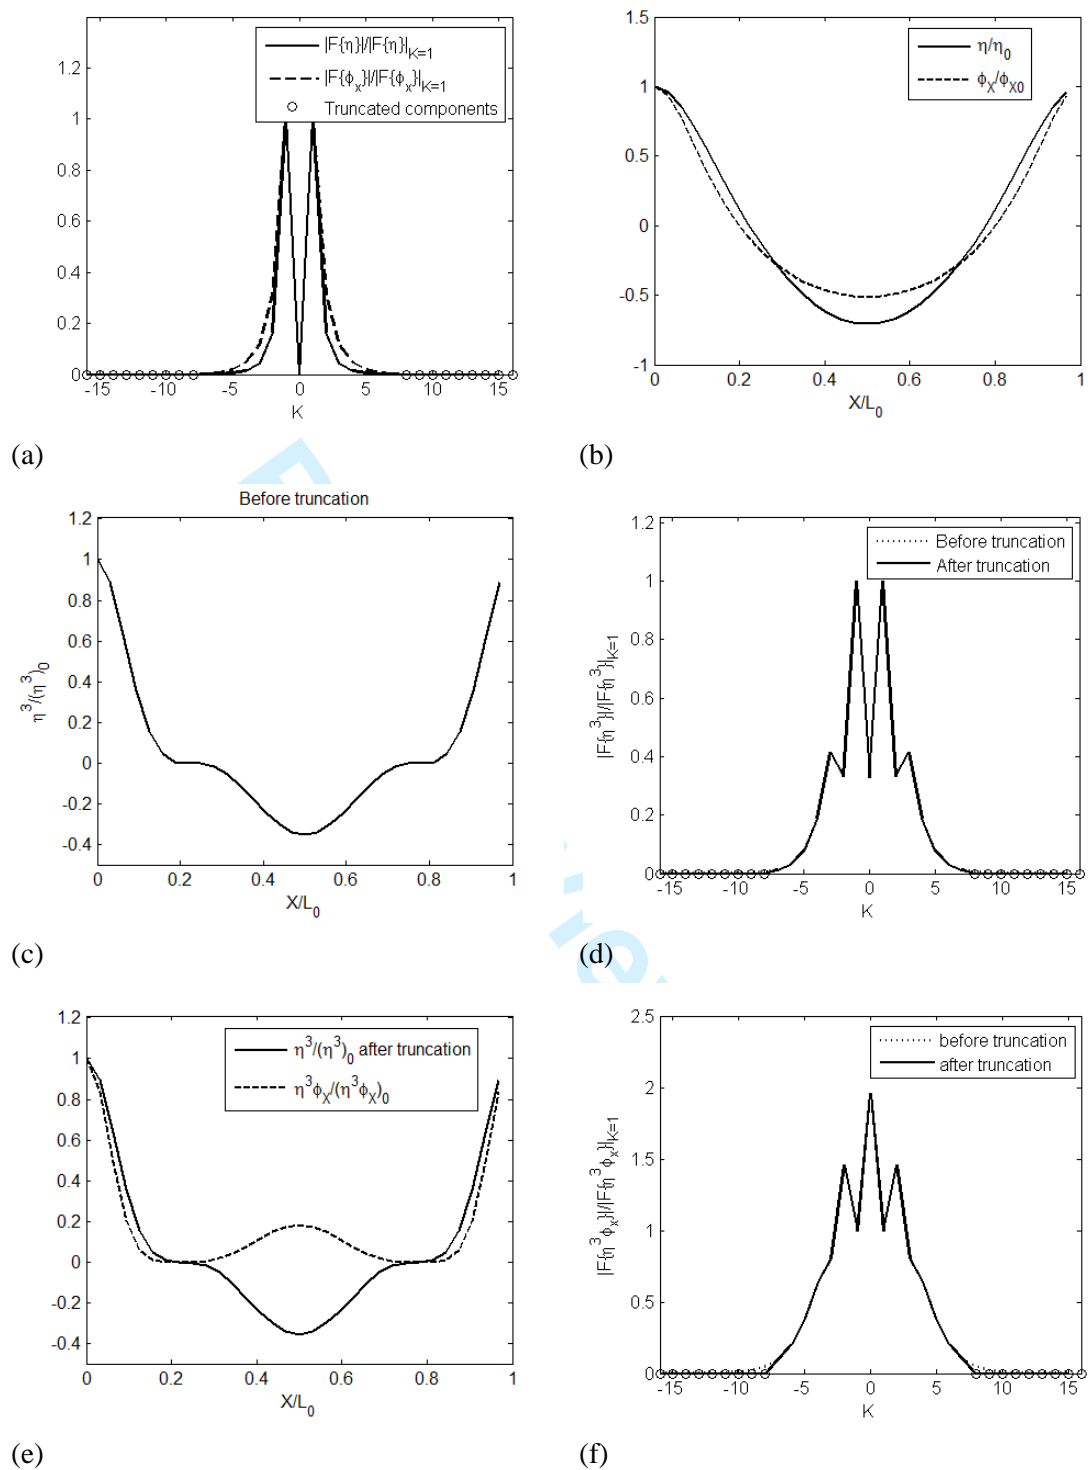 |F{η}|/|F{η}|K=1
|F{ϕx}|/|F{ϕx}|K=1
Truncated components
1.2
1
0.8
0.6
0.4
0.2
0
-15 -10 -5 0 5 10 15
K
(a)
η/η0
ϕX/ϕX0
1.5
1
0.5
0
-0.5
-1
0 0.2 0.4 0.6 0.8 1
X/L0
(b)
Before truncation
1.2
1
0.8
0.6
0.4
0.2
0
-0.2
-0.4
η3/(η3)0
0 0.2 0.4 0.6 0.8 1
X/L0
(c)
Before truncation
After truncation
1.2
1
0.8
0.6
0.4
0.2
0
|F{η3}|/|F{η3}|K=1
-15 -10 -5 0 5 10 15
K
(d)
η3/(η3)0 after truncation
η3ϕX/(η3ϕX)0
1.2
1
0.8
0.6
0.4
0.2
0
-0.2
-0.4
0 0.2 0.4 0.6 0.8 1
X/L0
(e)
before truncation
after truncation
2.5
2
1.5
1
0.5
0
|F{η3ϕx}|/|F{η3ϕx}|K=1
-15 -10 -5 0 5 10 15
K
(f)